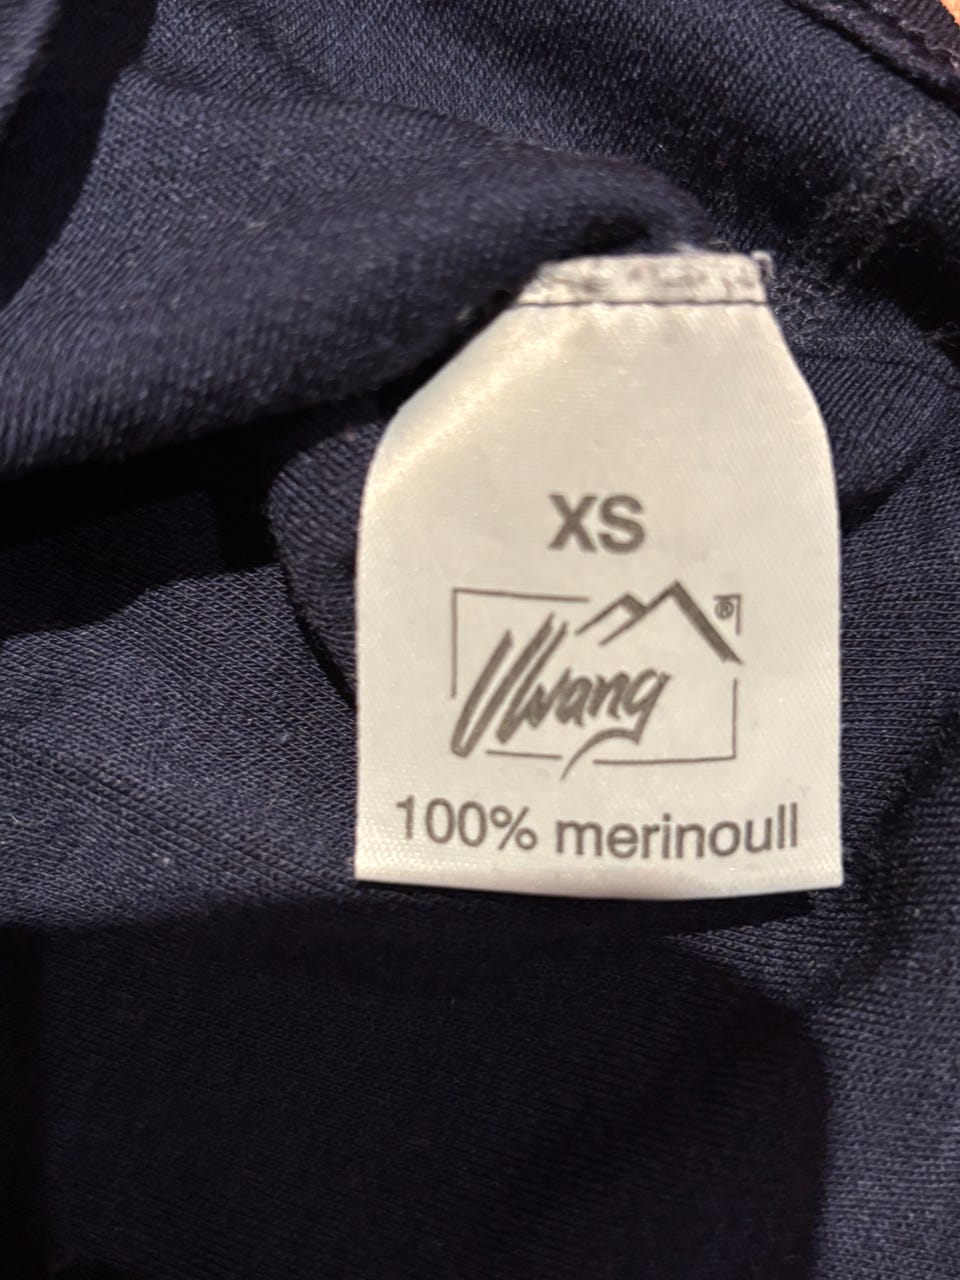 XS
Ulvang
®
100% merinoull